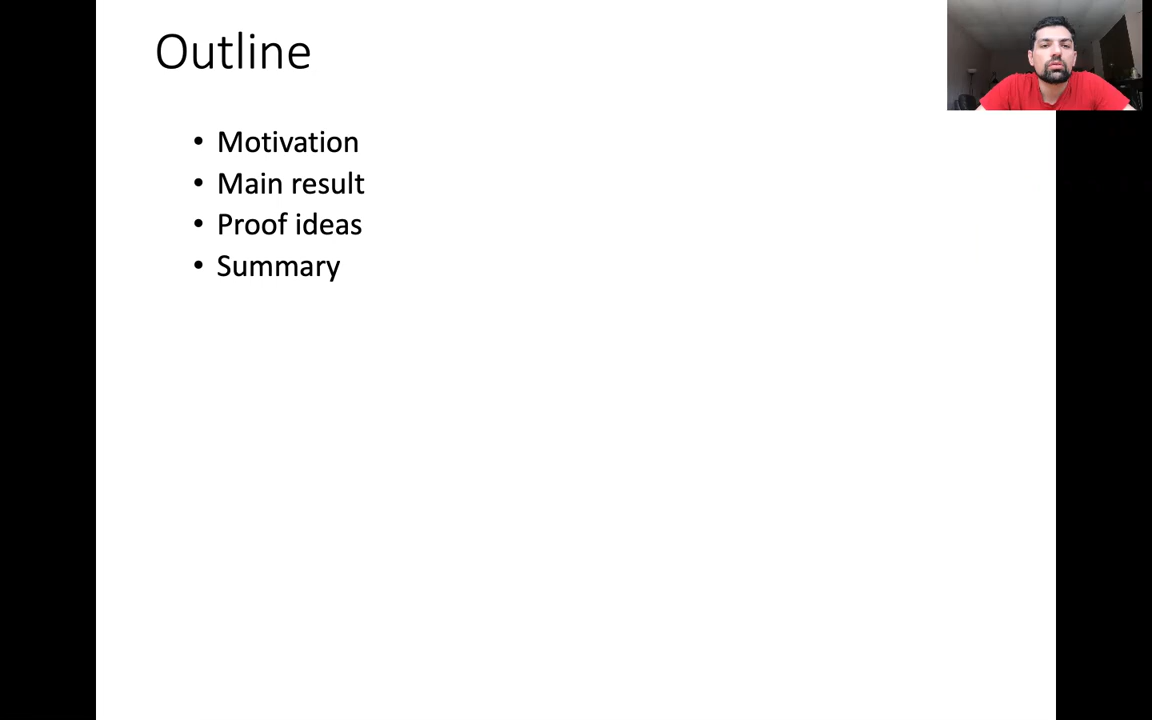 Outline
• Motivation
• Main result
• Proof ideas
• Summary